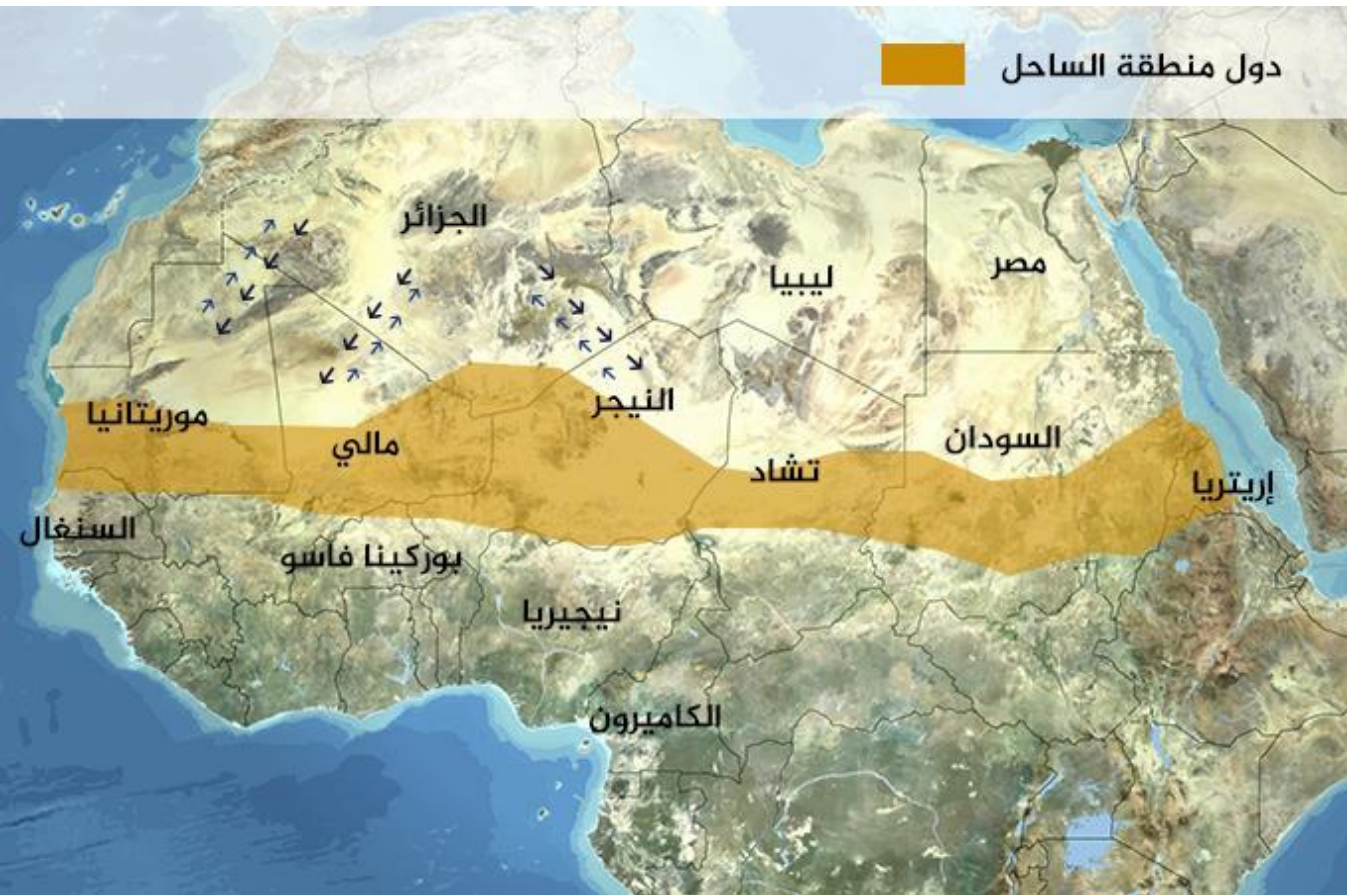 دول منطقة الساحل
الجزائر
ليبيا
مصر
موريتانيا
مالي
النيجر
تشاد
السودان
إريتريا
السنغال
بوركينا فاسو
نيجيريا
الكاميرون